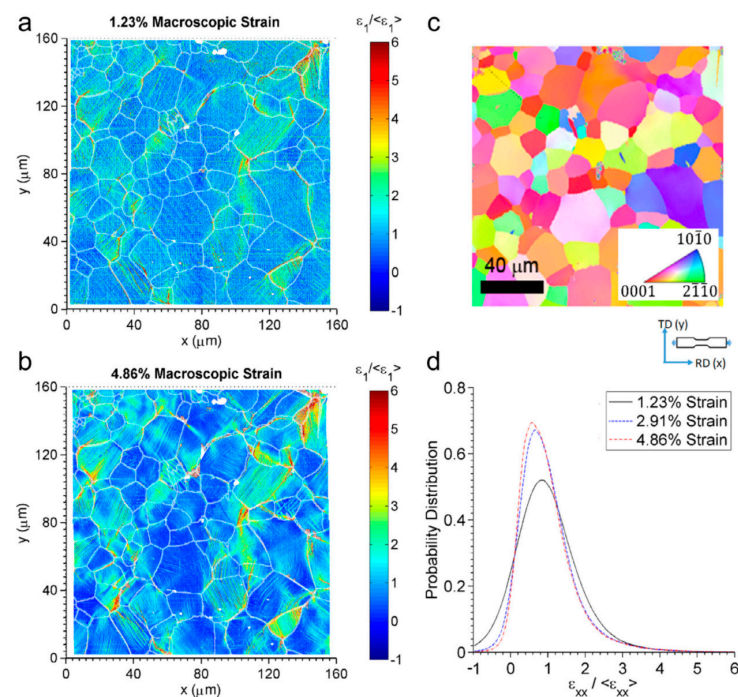 a
1.23% Macroscopic Strain
ε₁/<ε₁>
160
120
80
40
0
y (μm)
0 40 80 120 160
x (μm)
6
5
4
3
2
1
0
-1
b
4.86% Macroscopic Strain
ε₁/<ε₁>
160
120
80
40
0
y (μm)
0 40 80 120 160
x (μm)
6
5
4
3
2
1
0
-1
c
40 μm
101̅0
0001 21̅1̅0
TD (y)
RD (x)
d
0.8
0.6
0.4
0.2
0
Probability Distribution
1.23% Strain
2.91% Strain
4.86% Strain
-1 0 1 2 3 4 5 6
εxx / <εxx>